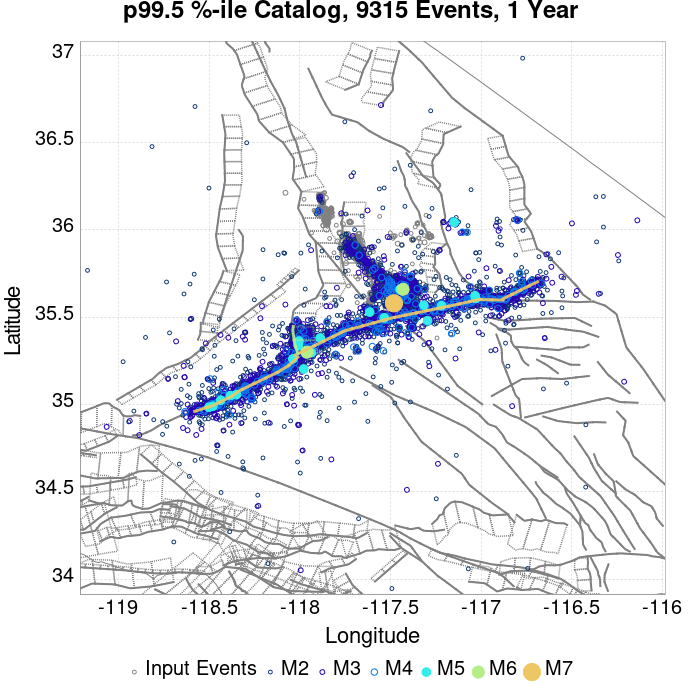 p99.5 %-ile Catalog, 9315 Events, 1 Year
37
36.5
36
35.5
35
34.5
34
Latitude
-119 -118.5 -118 -117.5 -117 -116.5 -116
Longitude
Input Events M2 M3 M4 M5 M6 M7